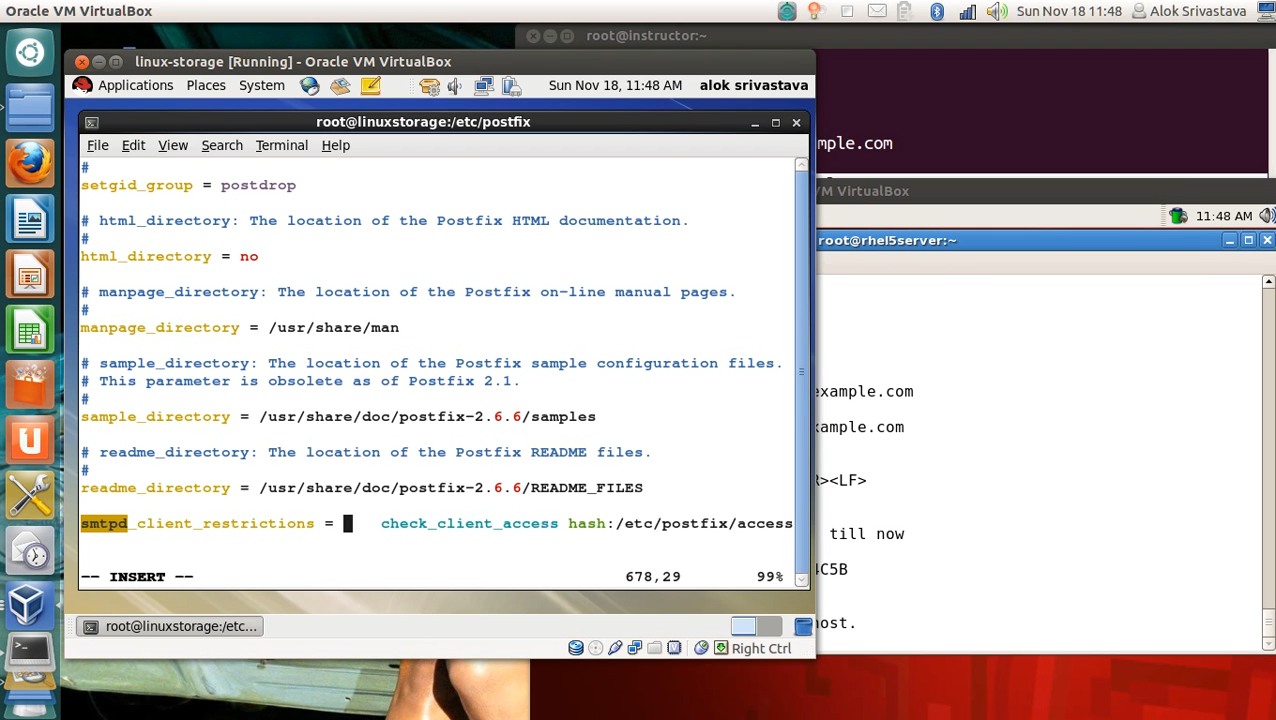 Oracle VM VirtualBox
Sun Nov 18 11:48
Alok Srivastava
root@instructor:~
linux-storage [Running] - Oracle VM VirtualBox
Applications Places System
Sun Nov 18, 11:48 AM
alok srivastava
root@linuxstorage:/etc/postfix
File Edit View Search Terminal Help
#
setgid_group = postdrop
# html_directory: The location of the Postfix HTML documentation.
#
html_directory = no
# manpage_directory: The location of the Postfix on-line manual pages.
#
manpage_directory = /usr/share/man
# sample_directory: The location of the Postfix sample configuration files.
# This parameter is obsolete as of Postfix 2.1.
#
sample_directory = /usr/share/doc/postfix-2.6.6/samples
# readme_directory: The location of the Postfix README files.
#
readme_directory = /usr/share/doc/postfix-2.6.6/README_FILES
smtpd_client_restrictions = check_client_access hash:/etc/postfix/access
-- INSERT -- 678,29 99%
root@linuxstorage:/etc...
Right Ctrl
mple.com
VM VirtualBox
11:48 AM
root@rhel5server:~
example.com
xample.com
R><LF>
till now
4C5B
host.